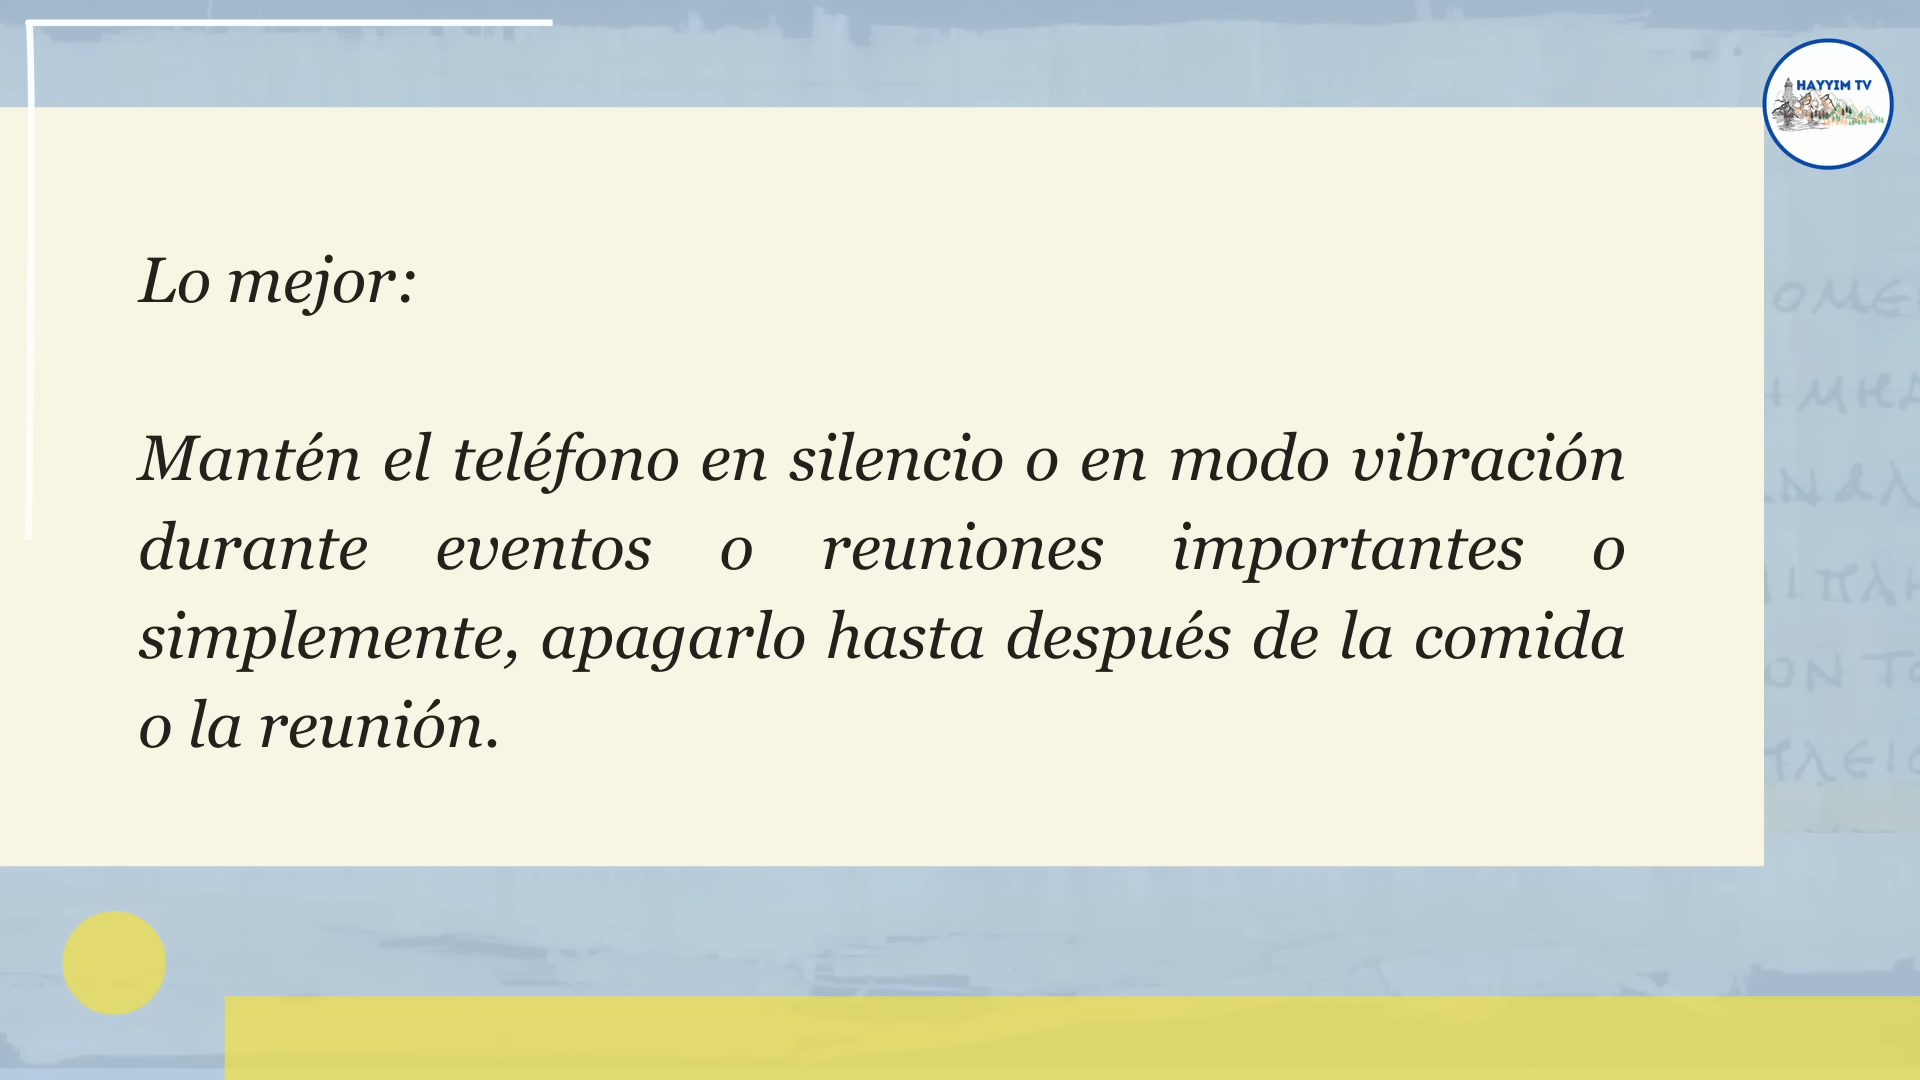 HAYYIM TV
Lo mejor:
Mantén el teléfono en silencio o en modo vibración
durante eventos o reuniones importantes o
simplemente, apagarlo hasta después de la comida
o la reunión.